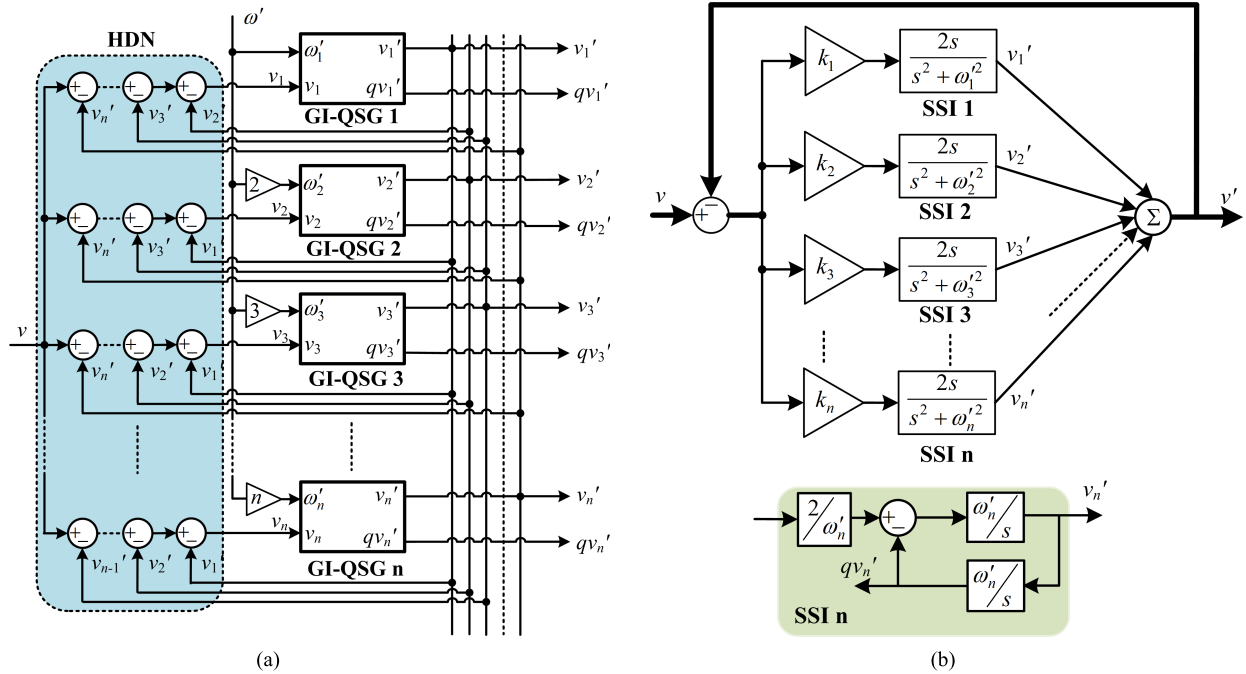 ω′
HDN
ω₁′ v₁′ v₁′
v₁ v₁ qv₁′ qv₁′
+ − + − + −
vₙ′ v₃′ v₂
GI-QSG 1
2 ω₂′ v₂′ v₂′
v₂ v₂ qv₂′ qv₂′
+ − + − + −
vₙ′ v₃′ v₁′
GI-QSG 2
3 ω₃′ v₃′ v₃′
v v₃ v₃ qv₃′ qv₃′
+ − + − + −
vₙ′ v₂′ v₁′
GI-QSG 3
n ωₙ′ vₙ′ vₙ′
vₙ vₙ qvₙ′ qvₙ′
+ − + − + −
vₙ₋₁′ v₂′ v₁′
GI-QSG n
(a)
k₁ 2s / s² + ω₁′² v₁′
SSI 1
k₂ 2s / s² + ω₂′² v₂′
SSI 2
v + − Σ v′
k₃ 2s / s² + ω₃′² v₃′
SSI 3
kₙ 2s / s² + ωₙ′² vₙ′
SSI n
2/ωₙ′ + − ωₙ′/s vₙ′
qvₙ′ ωₙ′/s
SSI n
(b)